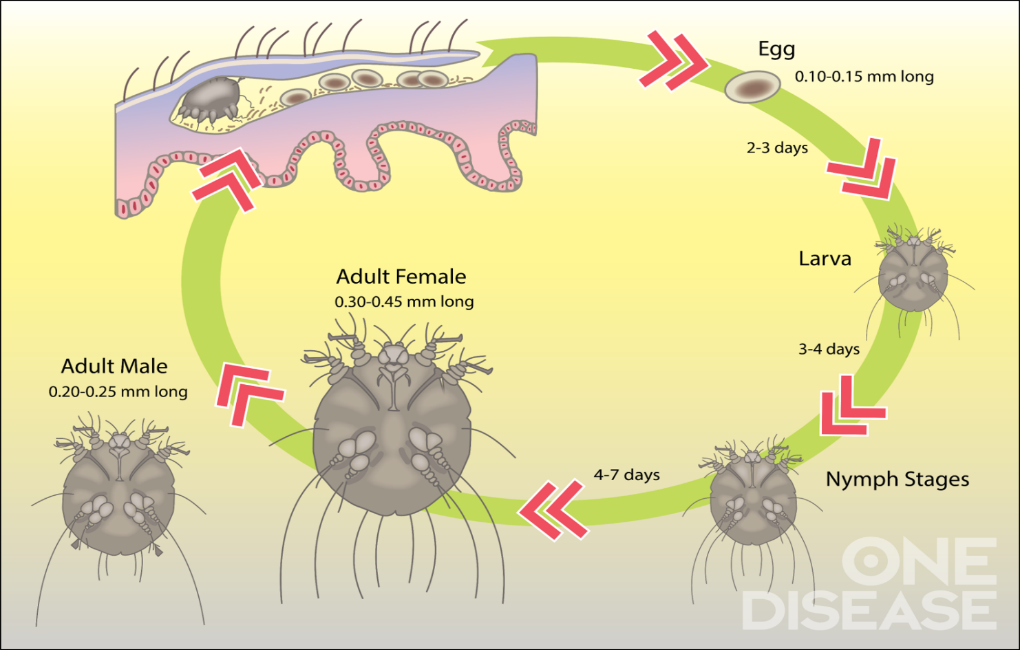 Egg
0.10-0.15 mm long
2-3 days
Larva
3-4 days
Nymph Stages
4-7 days
Adult Female
0.30-0.45 mm long
Adult Male
0.20-0.25 mm long
ONE
DISEASE